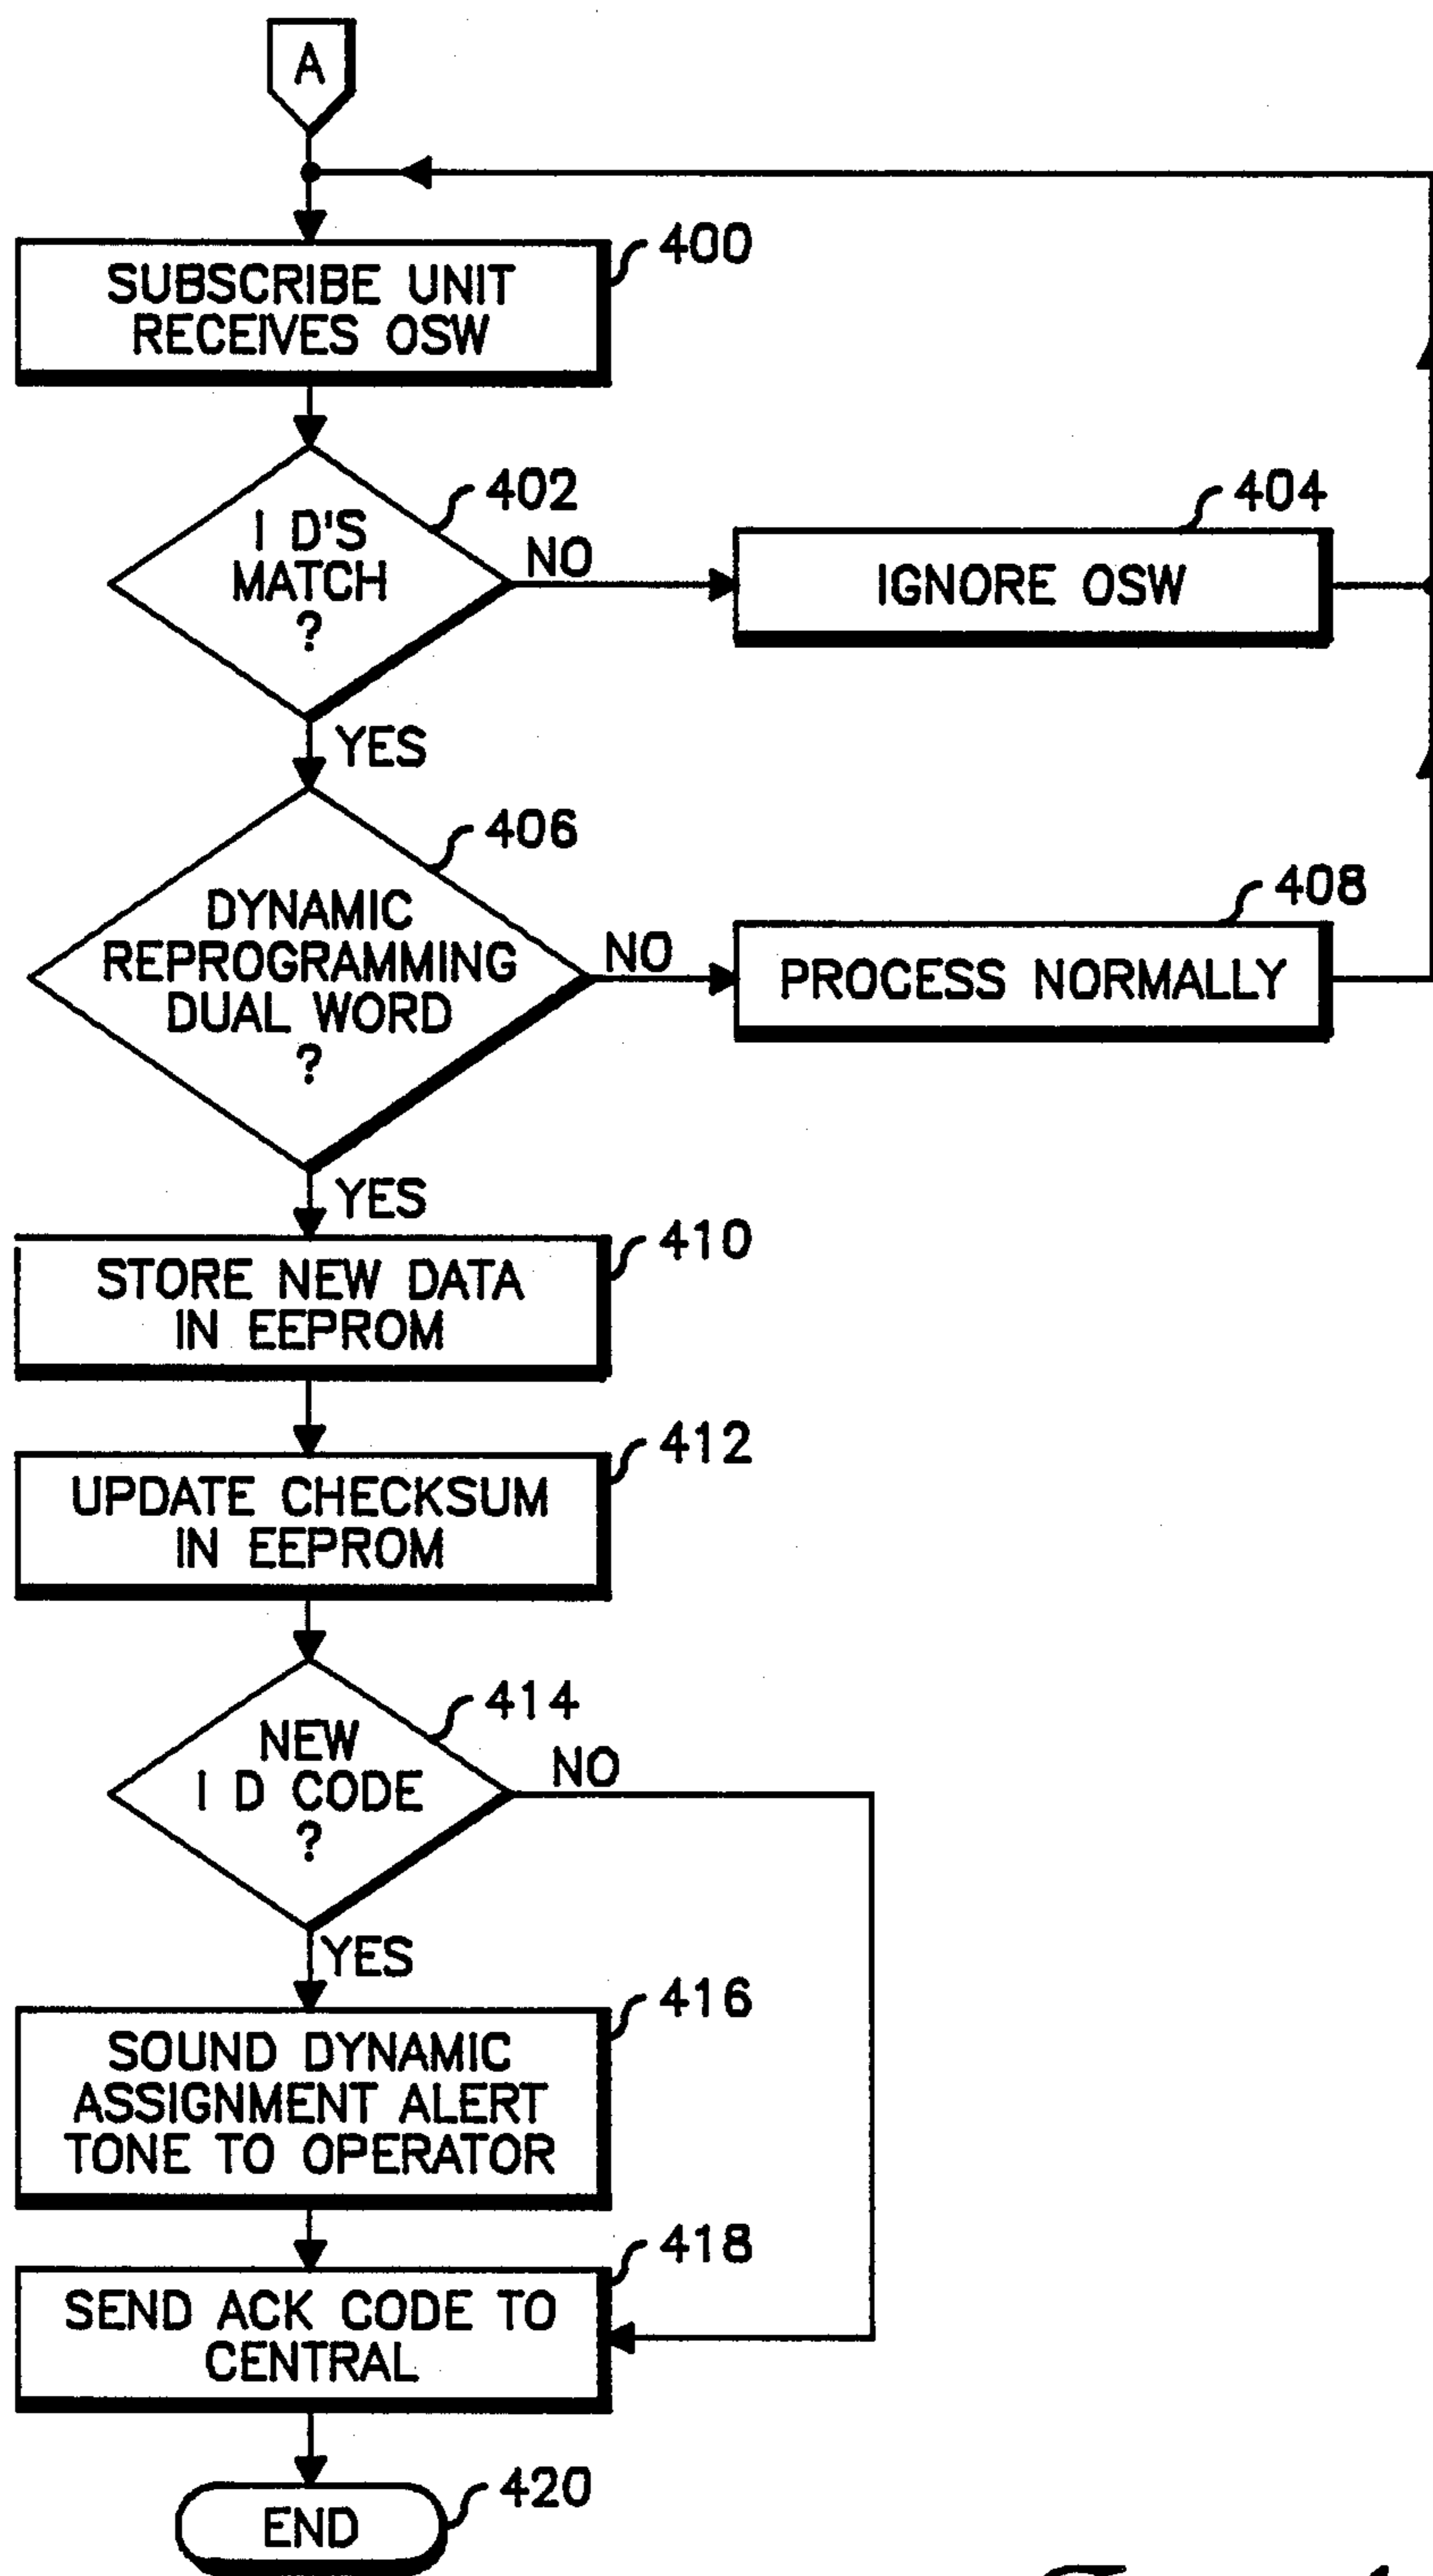 A
400
SUBSCRIBE UNIT
RECEIVES OSW
402
I D'S
MATCH
?
NO
404
IGNORE OSW
YES
406
DYNAMIC
REPROGRAMMING
DUAL WORD
?
NO
408
PROCESS NORMALLY
YES
410
STORE NEW DATA
IN EEPROM
412
UPDATE CHECKSUM
IN EEPROM
414
NEW
I D CODE
?
NO
YES
416
SOUND DYNAMIC
ASSIGNMENT ALERT
TONE TO OPERATOR
418
SEND ACK CODE TO
CENTRAL
420
END